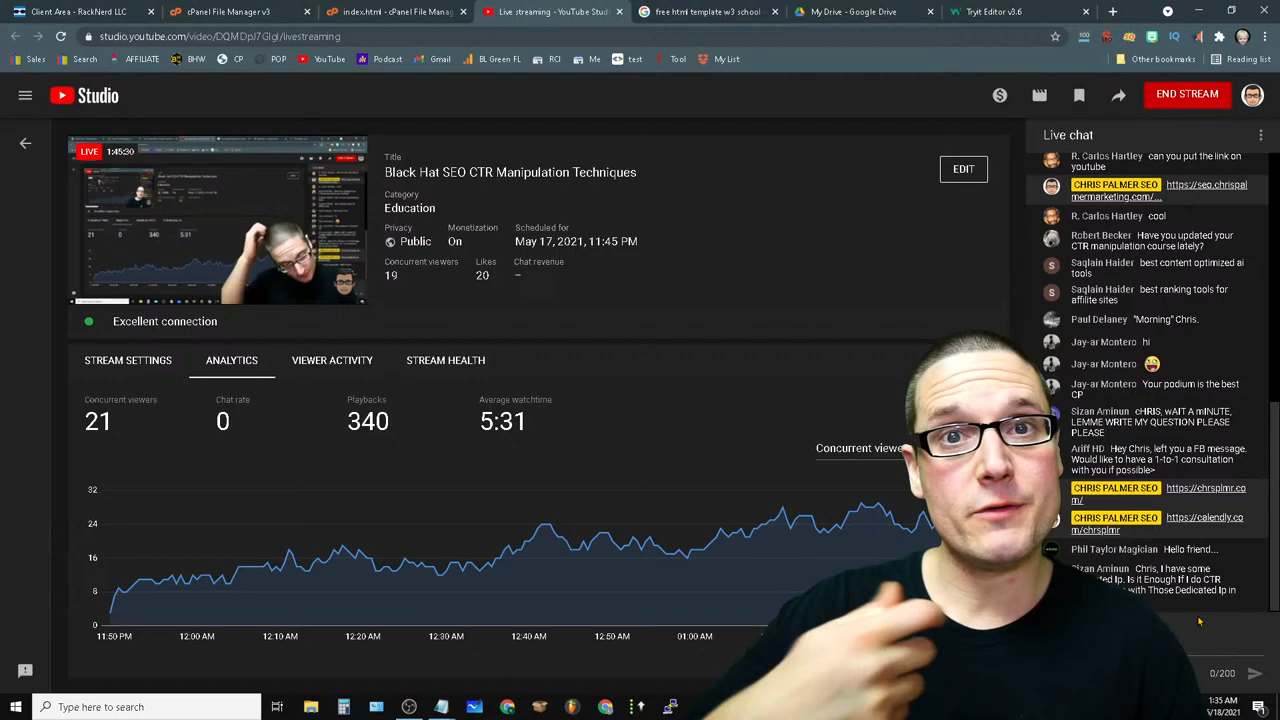 Client Area - RackNerd LLC
cPanel File Manager v3
index.html - cPanel File Manag
Live streaming - YouTube Studi
free html template w3 school
My Drive - Google Drive
Tryit Editor v3.6
studio.youtube.com/video/DQMDpJ7GlgI/livestreaming
Sales
Search
AFFILIATE
BHW
CP
POP
YouTube
Podcast
Gmail
BL Green FL
RCI
Me
test
Tool
My List
Other bookmarks
Reading list
Studio
END STREAM
LIVE 1:45:30
Title
Black Hat SEO CTR Manipulation Techniques
EDIT
Category
Education
Privacy Monetization Scheduled for
Public On May 17, 2021, 11:45 PM
Concurrent viewers Likes Chat revenue
19 20 –
Excellent connection
STREAM SETTINGS ANALYTICS VIEWER ACTIVITY STREAM HEALTH
Concurrent viewers Chat rate Playbacks Average watchtime
21 0 340 5:31
Concurrent viewe
32
24
16
8
0
11:50 PM 12:00 AM 12:10 AM 12:20 AM 12:30 AM 12:40 AM 12:50 AM 01:00 AM
Live chat
R. Carlos Hartley can you put the link on
youtube
CHRIS PALMER SEO https://seo.chrispal
mermarketing.com/...
R. Carlos Hartley cool
Robert Becker Have you updated your
CTR manipulation course lately?
Saqlain Haider best content optimized ai
tools
Saqlain Haider best ranking tools for
affilite sites
Paul Delaney "Morning" Chris.
Jay-ar Montero hi
Jay-ar Montero
Jay-ar Montero Your podium is the best
CP
Sizan Aminun cHRIS, wAIT A mINUTE,
LEMME WRITE MY QUESTION PLEASE
PLEASE
Ariff HD Hey Chris, left you a FB message.
Would like to have a 1-to-1 consultation
with you if possible>
CHRIS PALMER SEO https://chrsplmr.co
m/
CHRIS PALMER SEO https://calendly.co
m/chrsplmr
Phil Taylor Magician Hello friend...
Sizan Aminun Chris, I have some
Ip. Is it Enough If i do CTR
with Those Dedicated Ip in
0/200
Type here to search
1:35 AM
5/18/2021